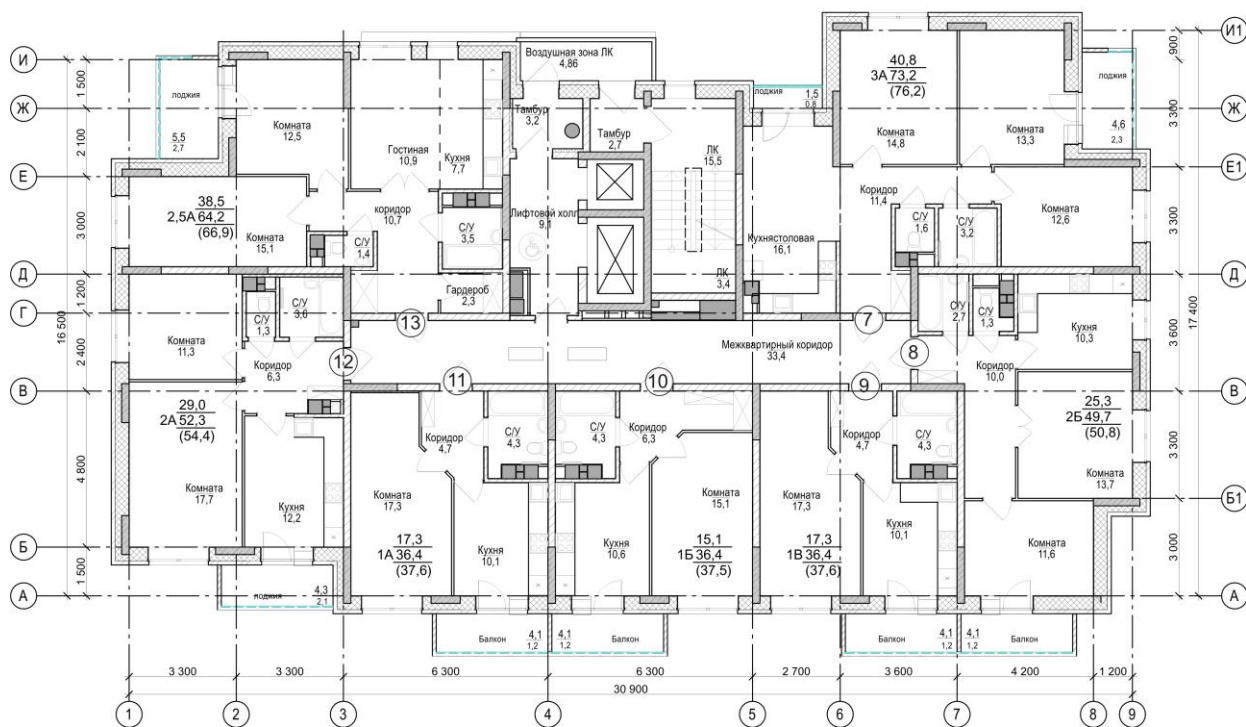 И1
Воздушная зона ЛК
4,86
40,8
3А 73,2
(76,2)
900
И
1 500
лоджия
5,5
2,7
Комната
12,5
Гостиная
10,9
Кухня
7,7
Тамбур
3,2
Тамбур
2,7
ЛК
15,5
лоджия
1,5
0,8
Комната
14,8
Комната
13,3
лоджия
4,6
2,3
Ж
Ж
2 100
3 300
Е
Е1
38,5
2,5А 64,2
(66,9)
Комната
15,1
коридор
10,7
С/У
1,4
С/У
3,5
Лифтовой холл
9,1
Кухнястоловая
16,1
Коридор
11,4
С/У
1,6
С/У
3,2
Комната
12,6
3 000
3 300
Д
Д
16 500
17 400
1 200
Г
Гардероб
2,3
ЛК
3,4
С/У
3,6
С/У
1,3
С/У
2,7
С/У
1,3
Кухня
10,3
3 600
13
7
Комната
11,3
2 400
Коридор
6,3
12
Межквартирный коридор
33,4
8
Коридор
10,0
11
10
9
В
В
29,0
2А 52,3
(54,4)
Комната
17,7
Кухня
12,2
4 800
Коридор
4,7
С/У
4,3
С/У
4,3
Коридор
6,3
Коридор
4,7
С/У
4,3
25,3
2Б 49,7
(50,8)
Комната
13,7
3 300
Комната
17,3
Комната
15,1
Комната
17,3
Б1
17,3
1А 36,4
(37,6)
Кухня
10,1
Кухня
10,6
15,1
1Б 36,4
(37,5)
17,3
1В 36,4
(37,6)
Кухня
10,1
Комната
11,6
Б
3 000
1 500
лоджия
4,3
2,1
А
А
Балкон
4,1
1,2
4,1
1,2
Балкон
Балкон
4,1
1,2
4,1
1,2
Балкон
3 300
3 300
6 300
6 300
2 700
3 600
4 200
1 200
30 900
1
2
3
4
5
6
7
8
9